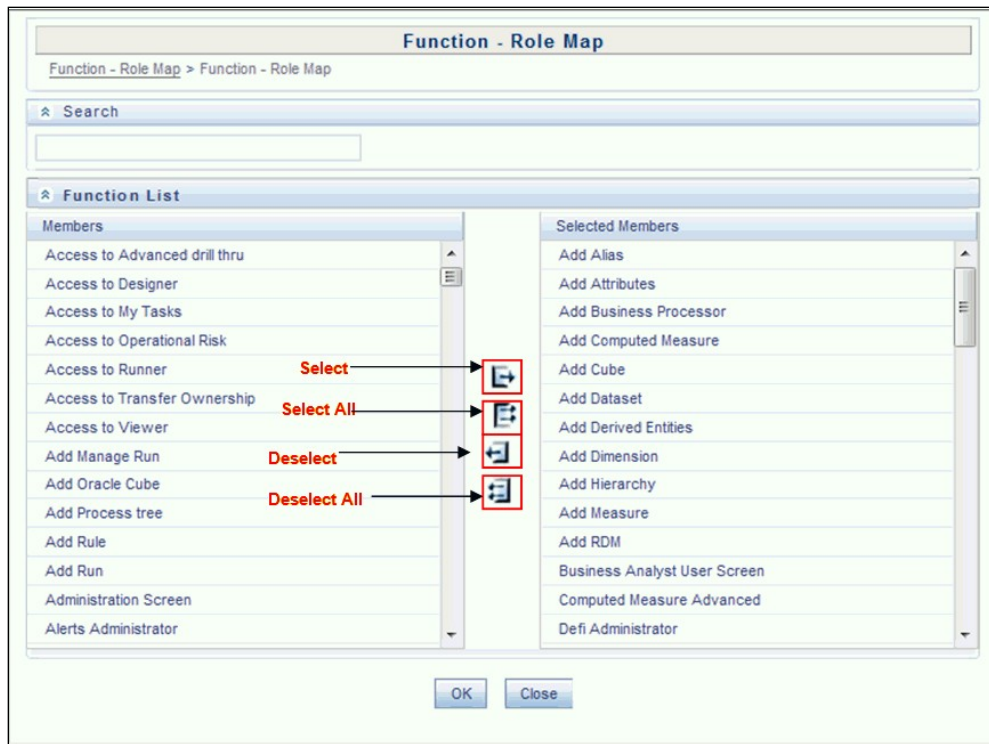 Function - Role Map
Function - Role Map > Function - Role Map
Search
Function List
Members
Access to Advanced drill thru
Access to Designer
Access to My Tasks
Access to Operational Risk
Access to Runner
Access to Transfer Ownership
Access to Viewer
Add Manage Run
Add Oracle Cube
Add Process tree
Add Rule
Add Run
Administration Screen
Alerts Administrator
Select
Select All
Deselect
Deselect All
Selected Members
Add Alias
Add Attributes
Add Business Processor
Add Computed Measure
Add Cube
Add Dataset
Add Derived Entities
Add Dimension
Add Hierarchy
Add Measure
Add RDM
Business Analyst User Screen
Computed Measure Advanced
Defi Administrator
OK
Close